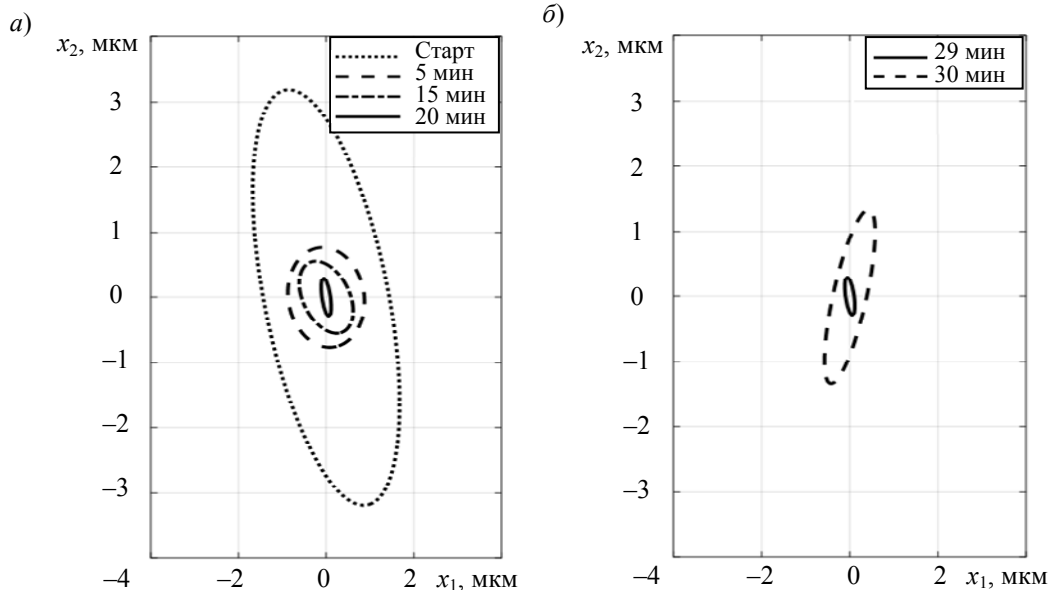 а)
x₂, мкм
Старт
5 мин
15 мин
20 мин
3
2
1
0
–1
–2
–3
–4
–2
0
2
x₁, мкм
б)
x₂, мкм
29 мин
30 мин
3
2
1
0
–1
–2
–3
–4
–2
0
2
x₁, мкм